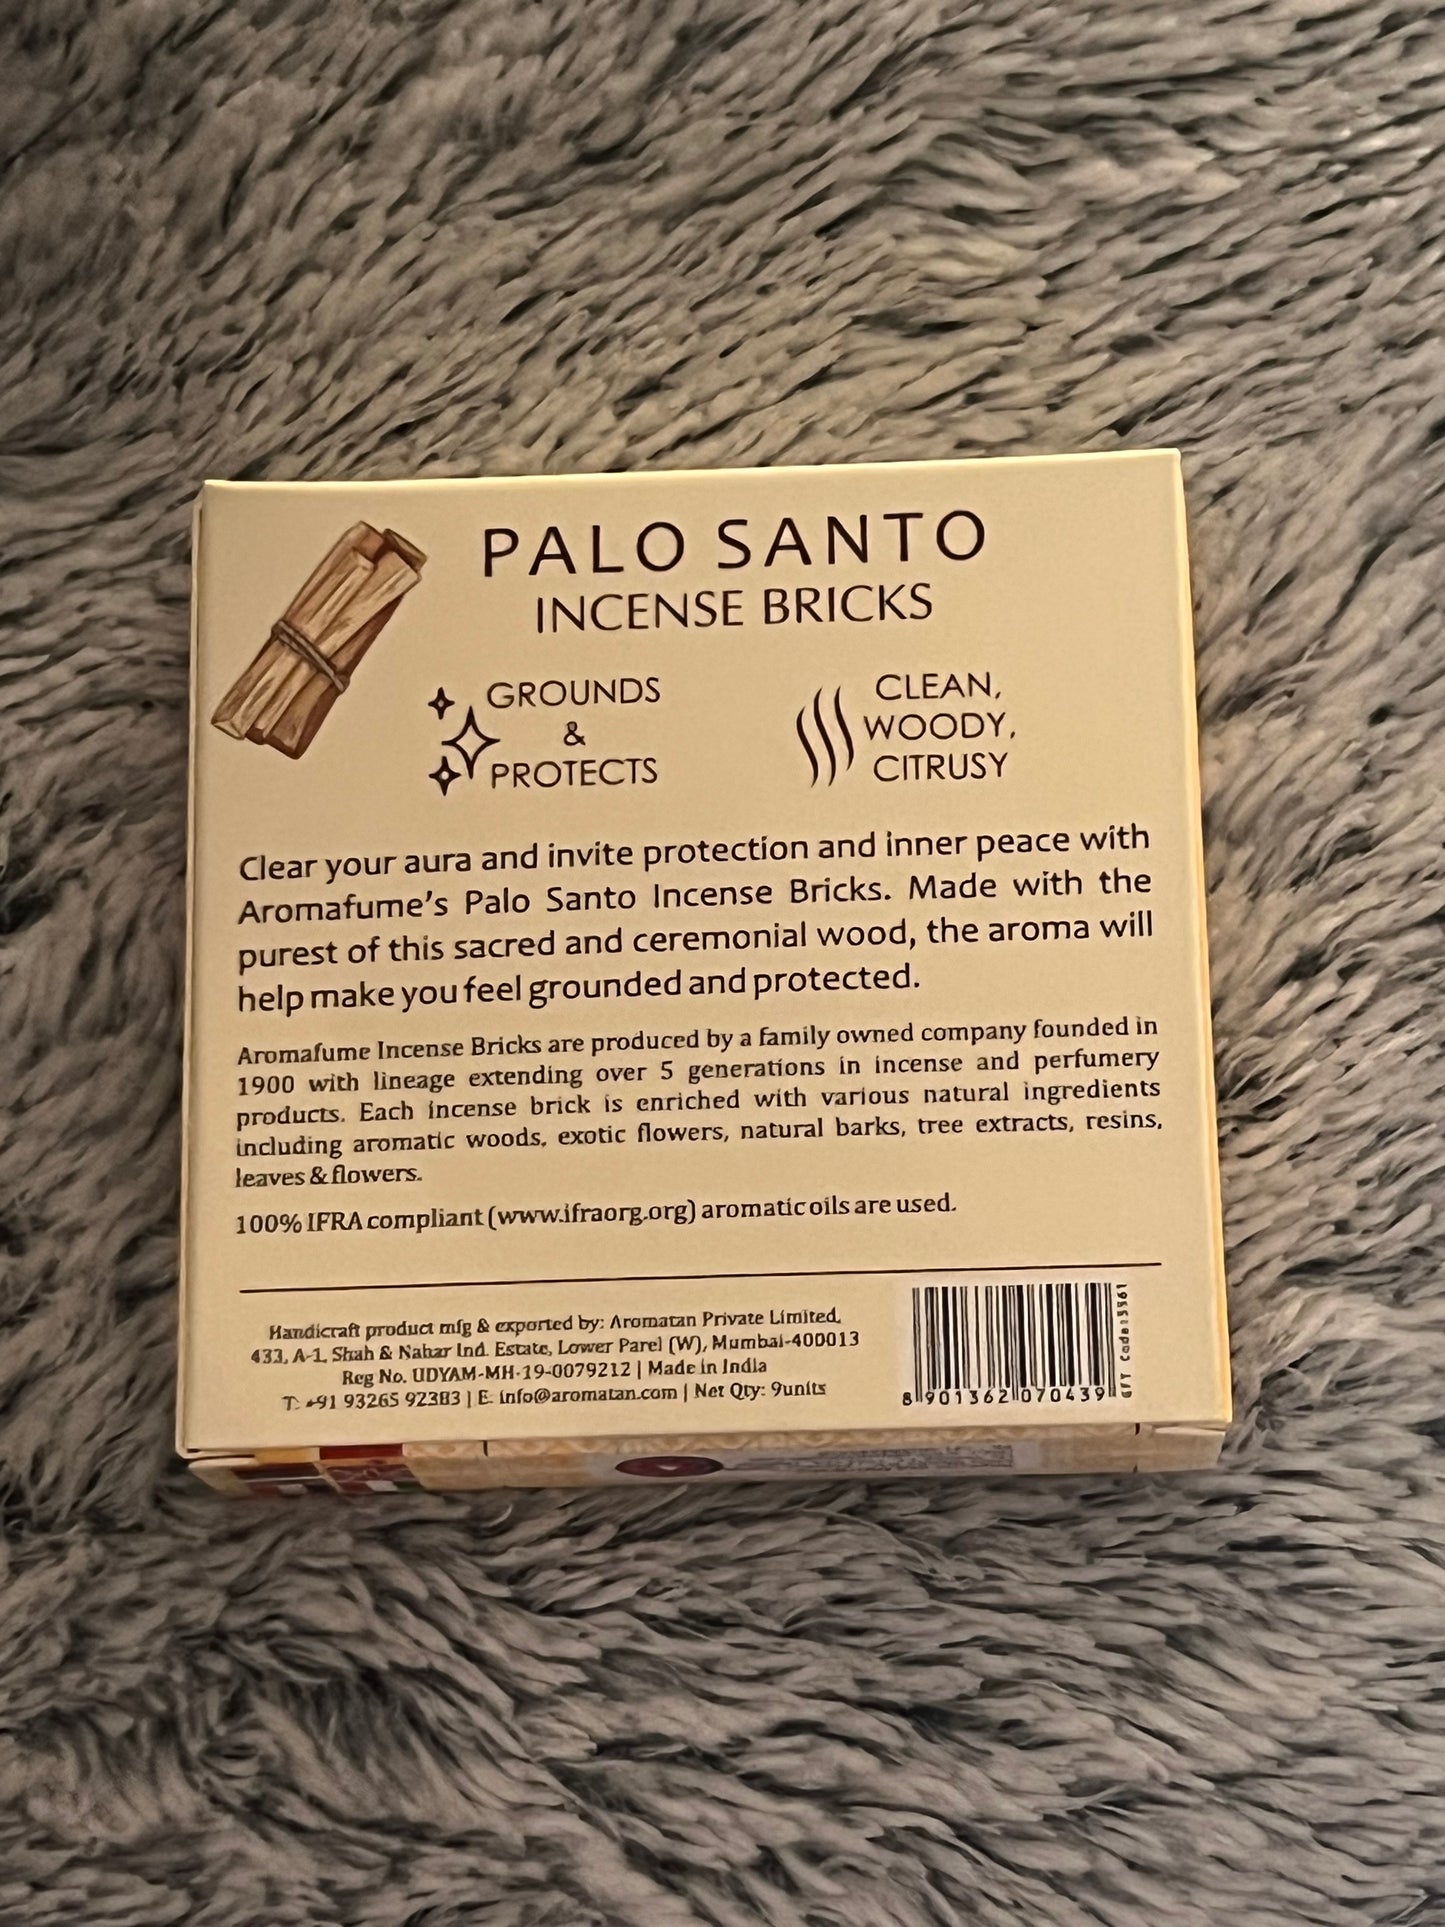 PALO SANTO
INCENSE BRICKS
GROUNDS
&
PROTECTS
CLEAN,
WOODY,
CITRUSY
Clear your aura and invite protection and inner peace with
Aromafume's Palo Santo Incense Bricks. Made with the
purest of this sacred and ceremonial wood, the aroma will
help make you feel grounded and protected.
Aromafume Incense Bricks are produced by a family owned company founded in
1900 with lineage extending over 5 generations in incense and perfumery
products. Each incense brick is enriched with various natural ingredients
including aromatic woods, exotic flowers, natural barks, tree extracts, resins,
leaves & flowers.
100% IFRA compliant (www.ifraorg.org) aromatic oils are used.
Handicraft product mfg & exported by: Aromatan Private Limited,
433, A-1, Shah & Nahar Ind. Estate, Lower Parel (W), Mumbai-400013
Reg No. UDYAM-MH-19-0079212 | Made in India
T: +91 93265 92383 | E: info@aromatan.com | Net Qty: 9units
8 901362 070439